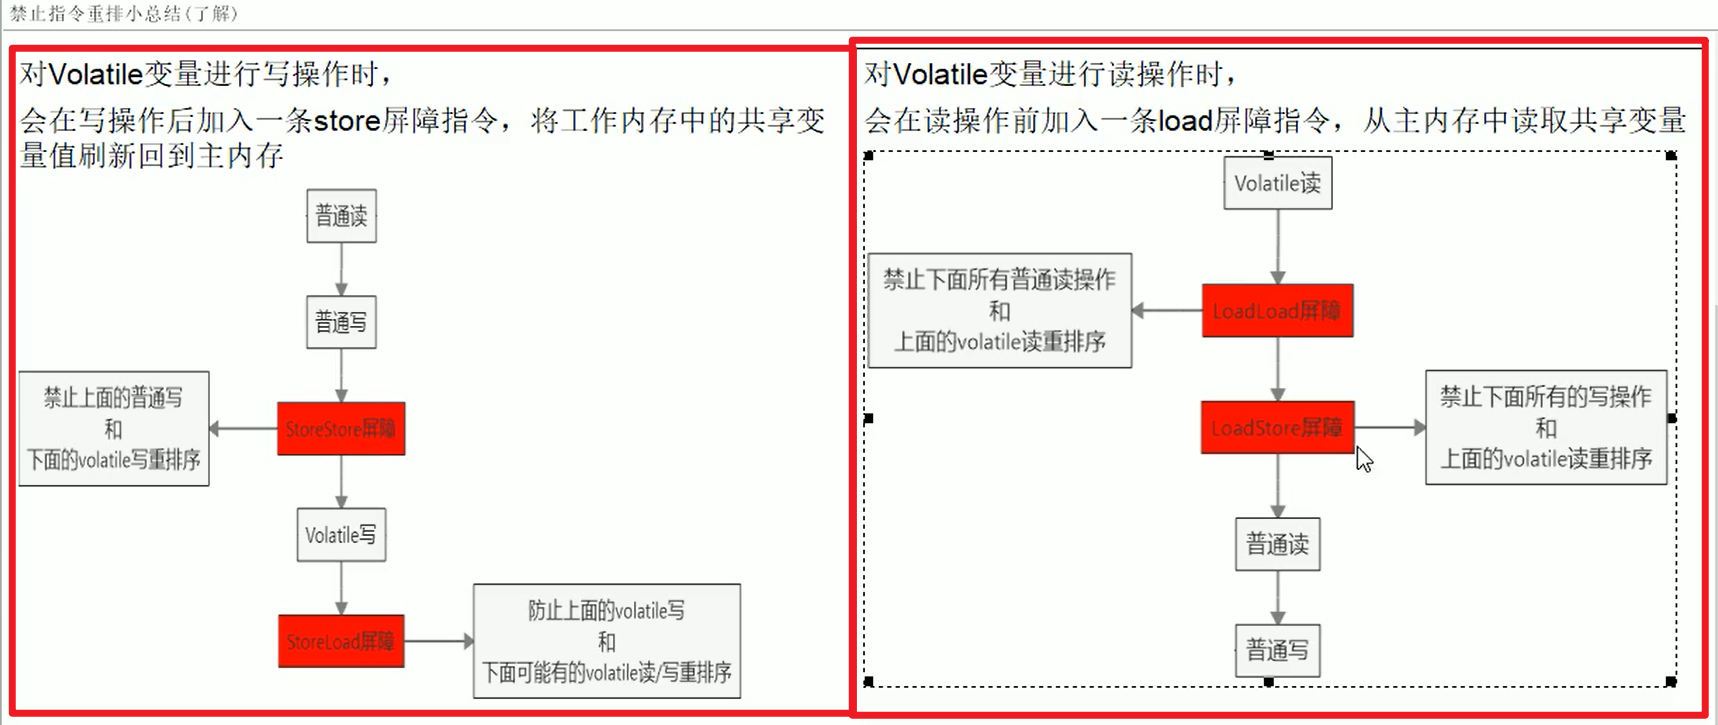 禁止指令重排小总结(了解)
对Volatile变量进行写操作时，
会在写操作后加入一条store屏障指令，将工作内存中的共享变
量值刷新回到主内存
普通读
普通写
禁止上面的普通写
和
下面的volatile写重排序
StoreStore屏障
Volatile写
StoreLoad屏障
防止上面的volatile写
和
下面可能有的volatile读/写重排序
对Volatile变量进行读操作时，
会在读操作前加入一条load屏障指令，从主内存中读取共享变量
Volatile读
禁止下面所有普通读操作
和
上面的volatile读重排序
LoadLoad屏障
LoadStore屏障
禁止下面所有的写操作
和
上面的volatile读重排序
普通读
普通写